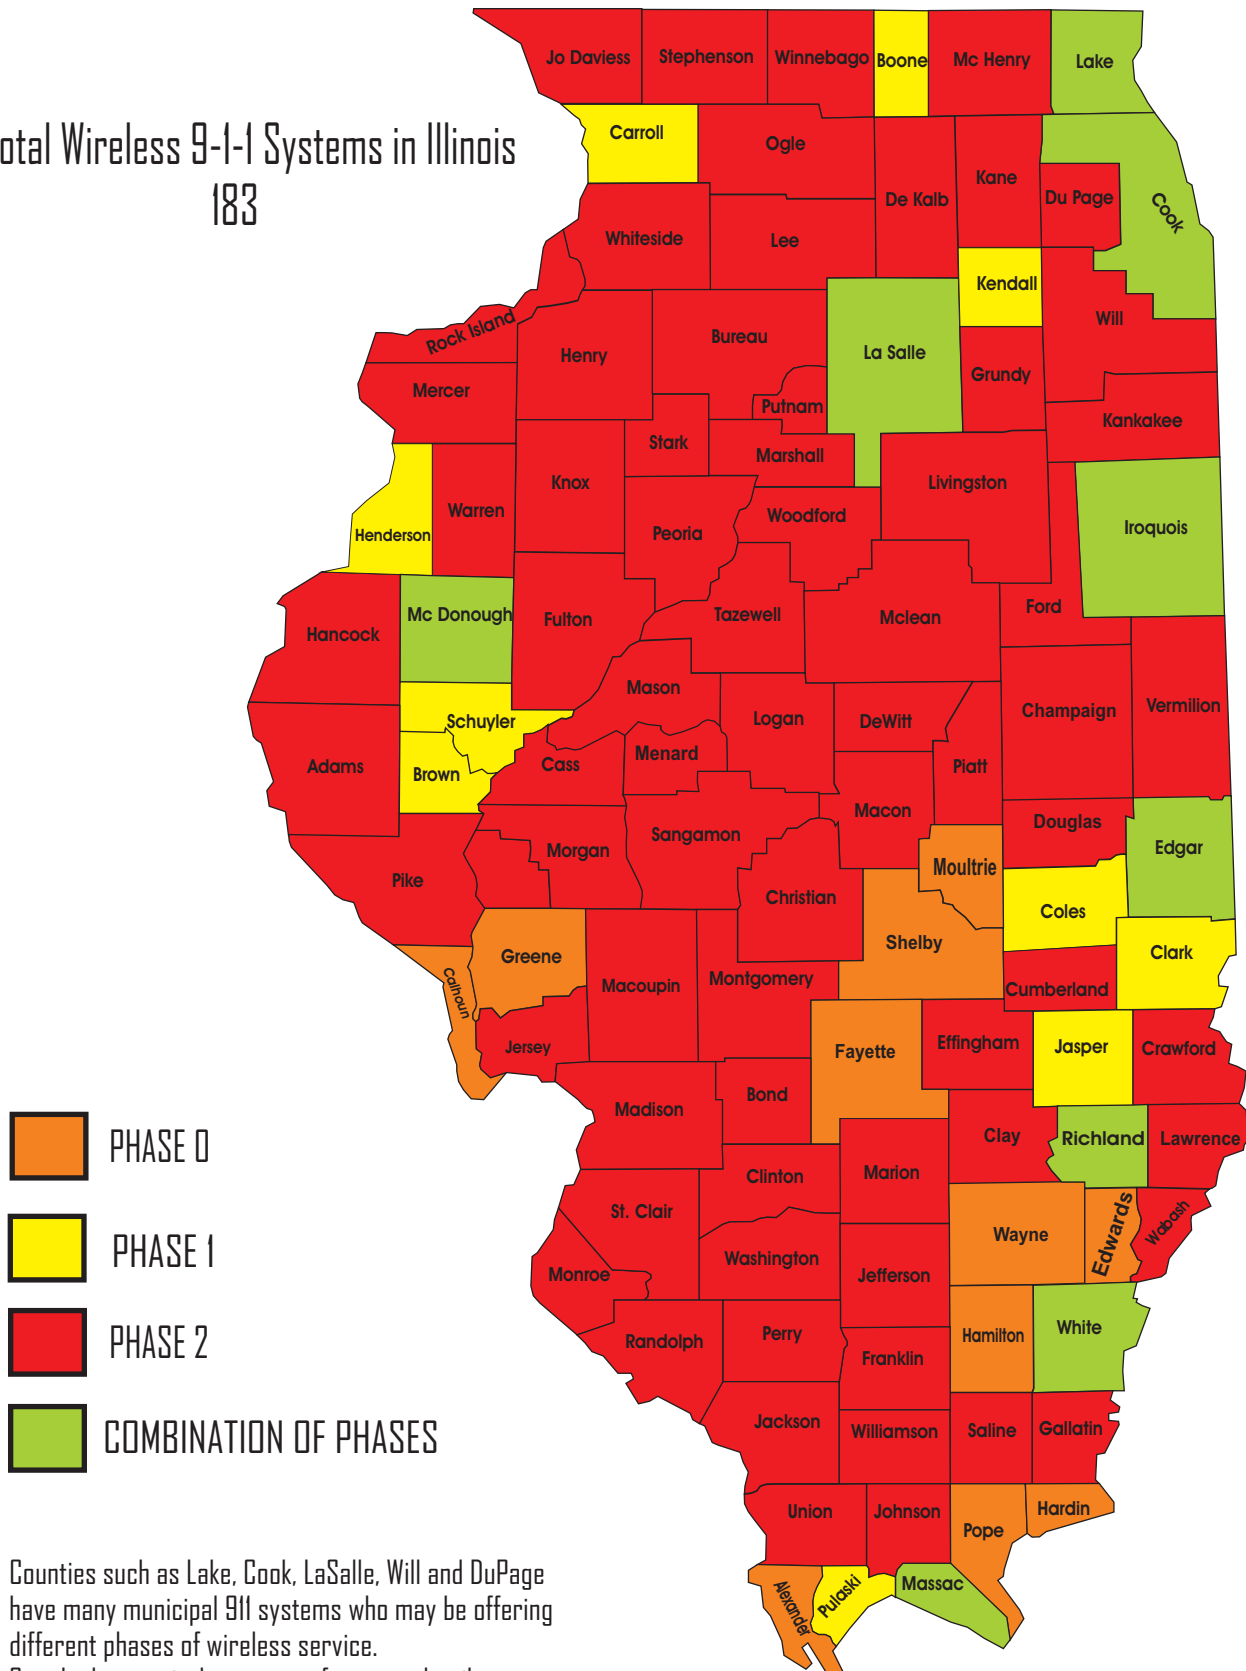 otal Wireless 9-1-1 Systems in Illinois
183
Jo Daviess
Stephenson
Winnebago
Boone
Mc Henry
Lake
Carroll
Ogle
De Kalb
Kane
Du Page
Cook
Whiteside
Lee
Kendall
Will
Rock Island
Henry
Bureau
La Salle
Grundy
Mercer
Putnam
Kankakee
Stark
Marshall
Knox
Livingston
Henderson
Warren
Peoria
Woodford
Iroquois
Hancock
Mc Donough
Fulton
Tazewell
Mclean
Ford
Mason
Schuyler
Logan
DeWitt
Champaign
Vermilion
Adams
Brown
Cass
Menard
Piatt
Macon
Douglas
Sangamon
Morgan
Edgar
Pike
Moultrie
Christian
Coles
Shelby
Clark
Greene
Calhoun
Macoupin
Montgomery
Cumberland
Jersey
Fayette
Effingham
Jasper
Crawford
Madison
Bond
Clay
Richland
Lawrence
Marion
Clinton
St. Clair
Wayne
Edwards
Wabash
Washington
Monroe
Jefferson
Randolph
Perry
Hamilton
White
Franklin
Jackson
Williamson
Saline
Gallatin
Union
Johnson
Pope
Hardin
Alexander
Pulaski
Massac
PHASE 0
PHASE 1
PHASE 2
COMBINATION OF PHASES
Counties such as Lake, Cook, LaSalle, Will and DuPage
have many municipal 911 systems who may be offering
different phases of wireless service.